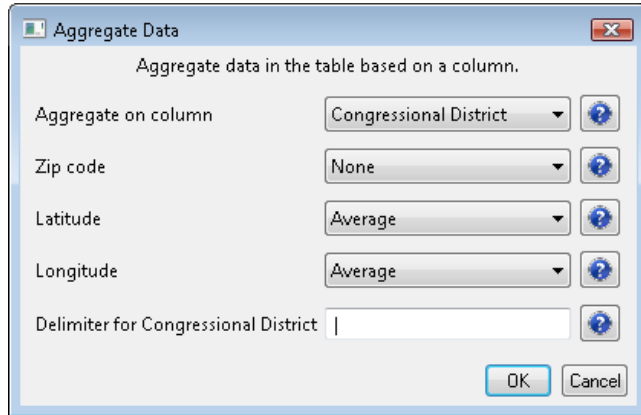 Aggregate Data
Aggregate data in the table based on a column.
Aggregate on column Congressional District
Zip code None
Latitude Average
Longitude Average
Delimiter for Congressional District |
OK Cancel